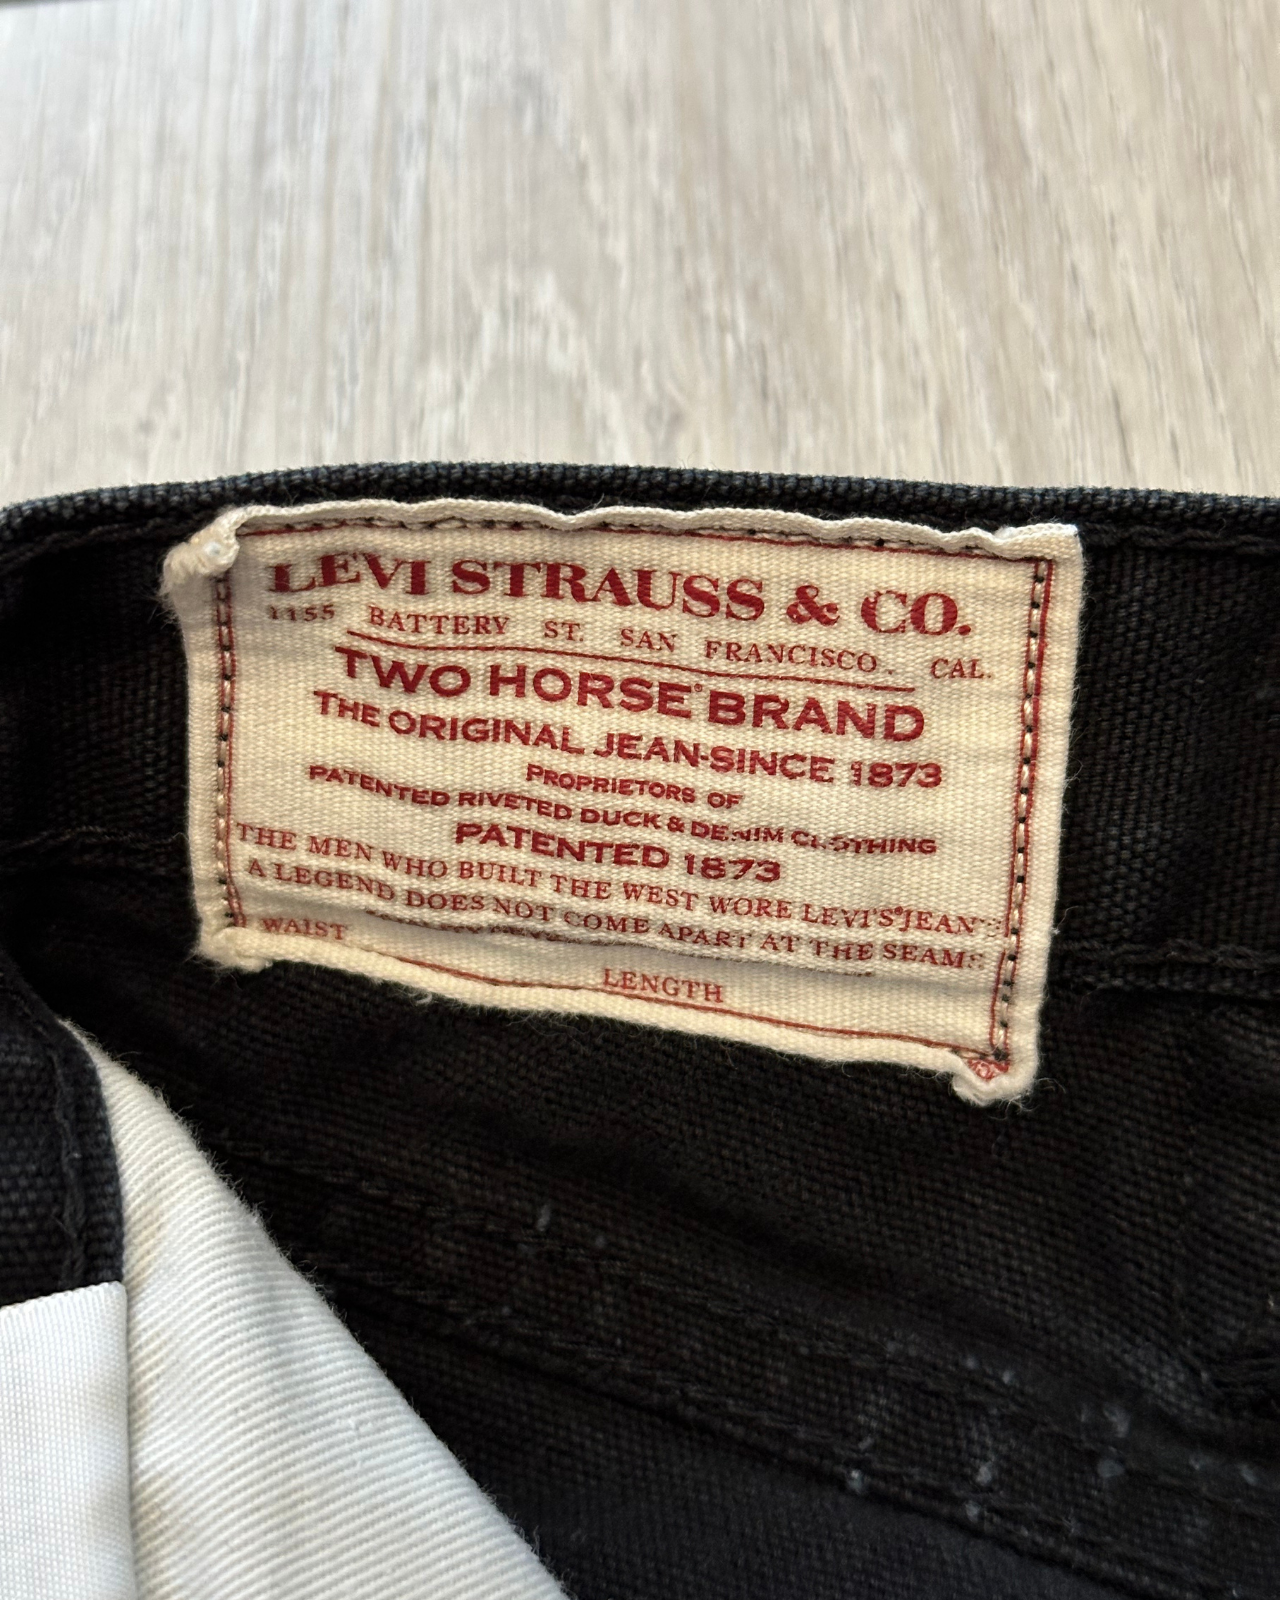 LEVI STRAUSS & CO.
1155 BATTERY ST. SAN FRANCISCO. CAL.
TWO HORSE® BRAND
THE ORIGINAL JEAN-SINCE 1873
PROPRIETORS OF
PATENTED RIVETED DUCK & DENIM CLOTHING
PATENTED 1873
THE MEN WHO BUILT THE WEST WORE LEVI'S® JEANS
A LEGEND DOES NOT COME APART AT THE SEAMS
WAIST
LENGTH